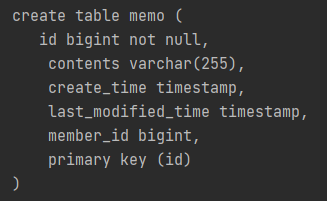 create table memo (
id bigint not null,
contents varchar(255),
create_time timestamp,
last_modified_time timestamp,
member_id bigint,
primary key (id)
)